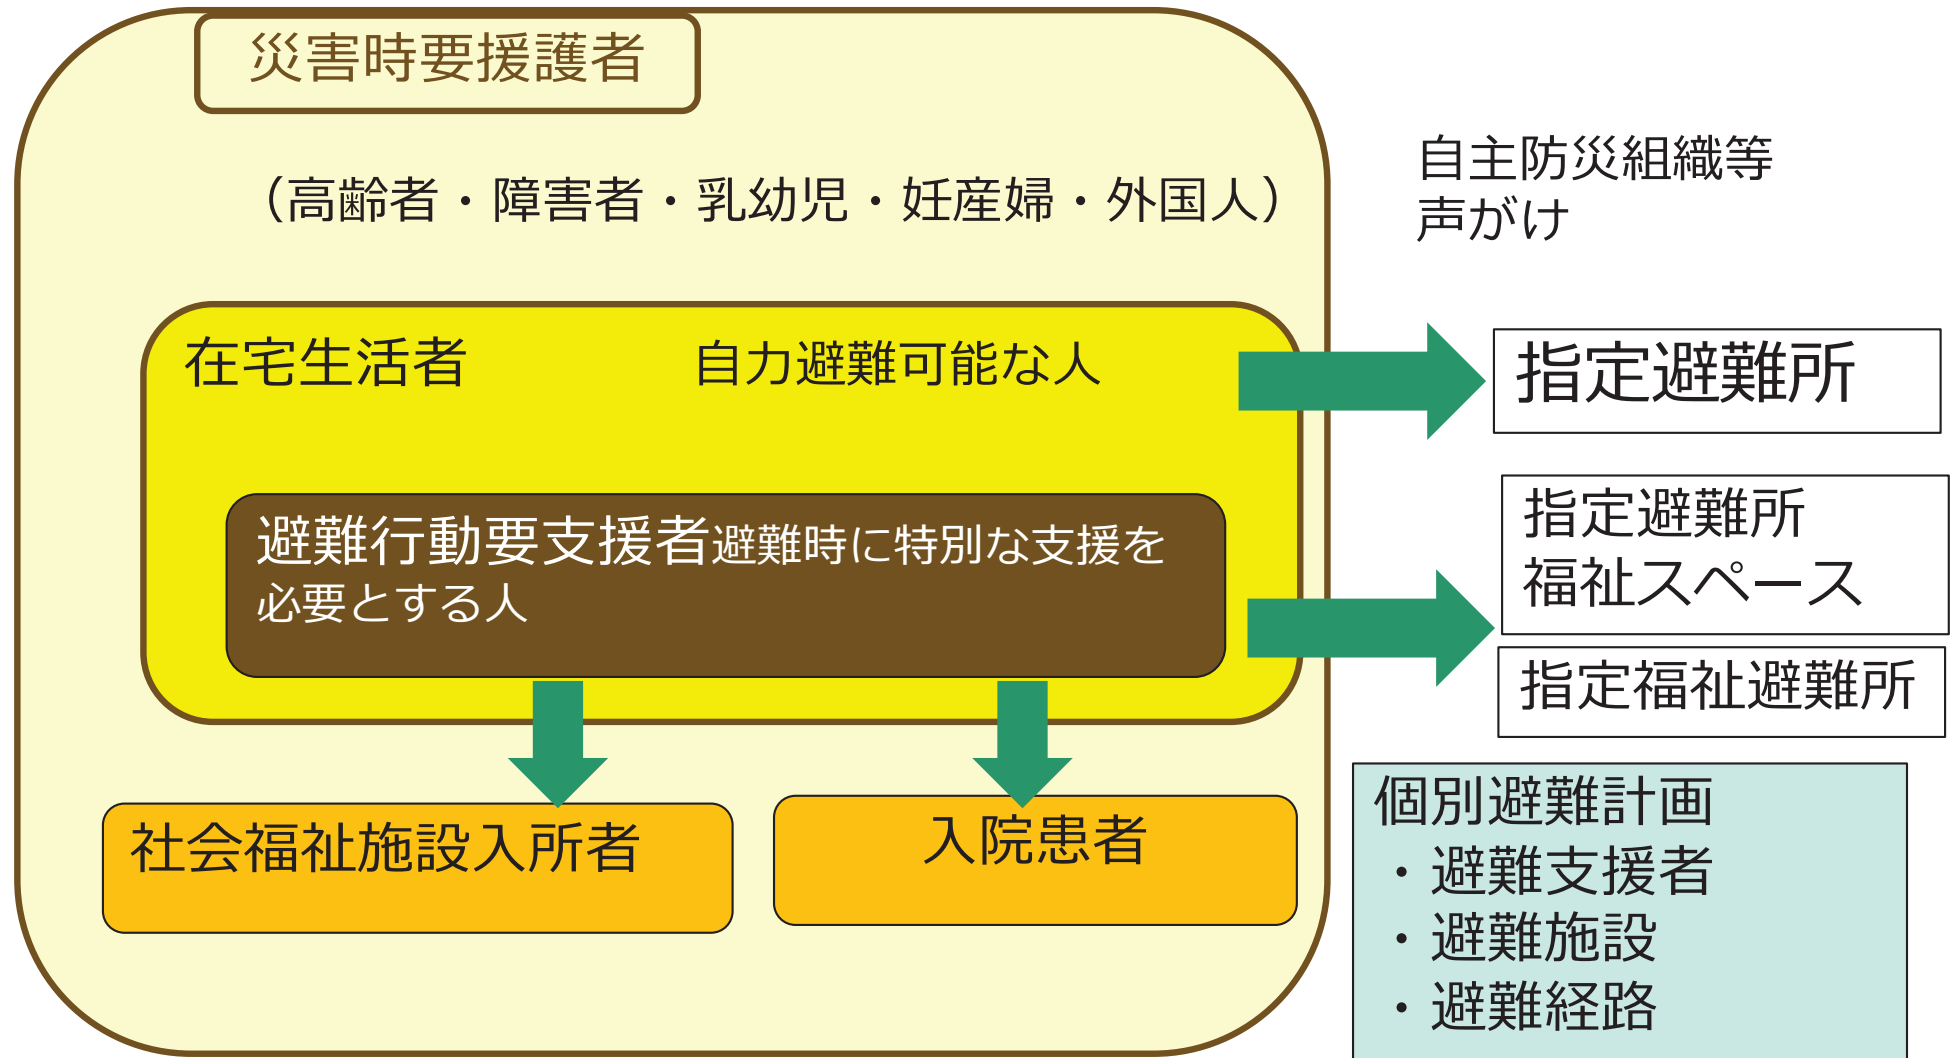 災害時要援護者
（高齢者・障害者・乳幼児・妊産婦・外国人）
自主防災組織等
声がけ
在宅生活者
自力避難可能な人
指定避難所
避難行動要支援者避難時に特別な支援を
必要とする人
指定避難所
福祉スペース
指定福祉避難所
社会福祉施設入所者
入院患者
個別避難計画
・避難支援者
・避難施設
・避難経路